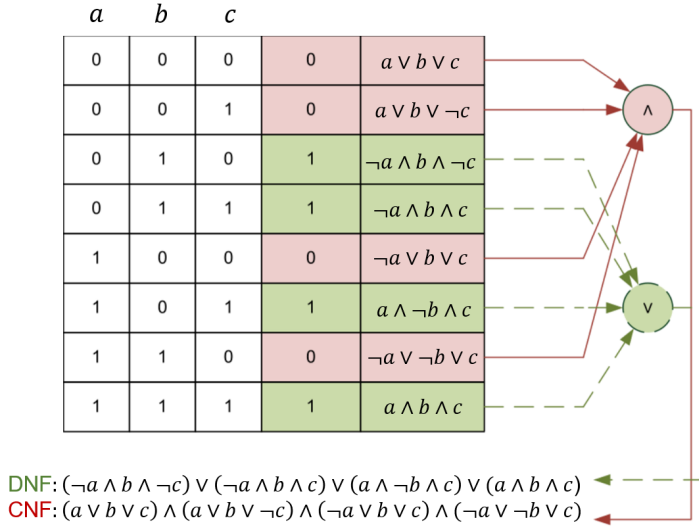 a b c
0 0 0 0 a ∨ b ∨ c
0 0 1 0 a ∨ b ∨ ¬c
∧
0 1 0 1 ¬a ∧ b ∧ ¬c
0 1 1 1 ¬a ∧ b ∧ c
1 0 0 0 ¬a ∨ b ∨ c
1 0 1 1 a ∧ ¬b ∧ c
∨
1 1 0 0 ¬a ∨ ¬b ∨ c
1 1 1 1 a ∧ b ∧ c
DNF: (¬a ∧ b ∧ ¬c) ∨ (¬a ∧ b ∧ c) ∨ (a ∧ ¬b ∧ c) ∨ (a ∧ b ∧ c)
CNF: (a ∨ b ∨ c) ∧ (a ∨ b ∨ ¬c) ∧ (¬a ∨ b ∨ c) ∧ (¬a ∨ ¬b ∨ c)